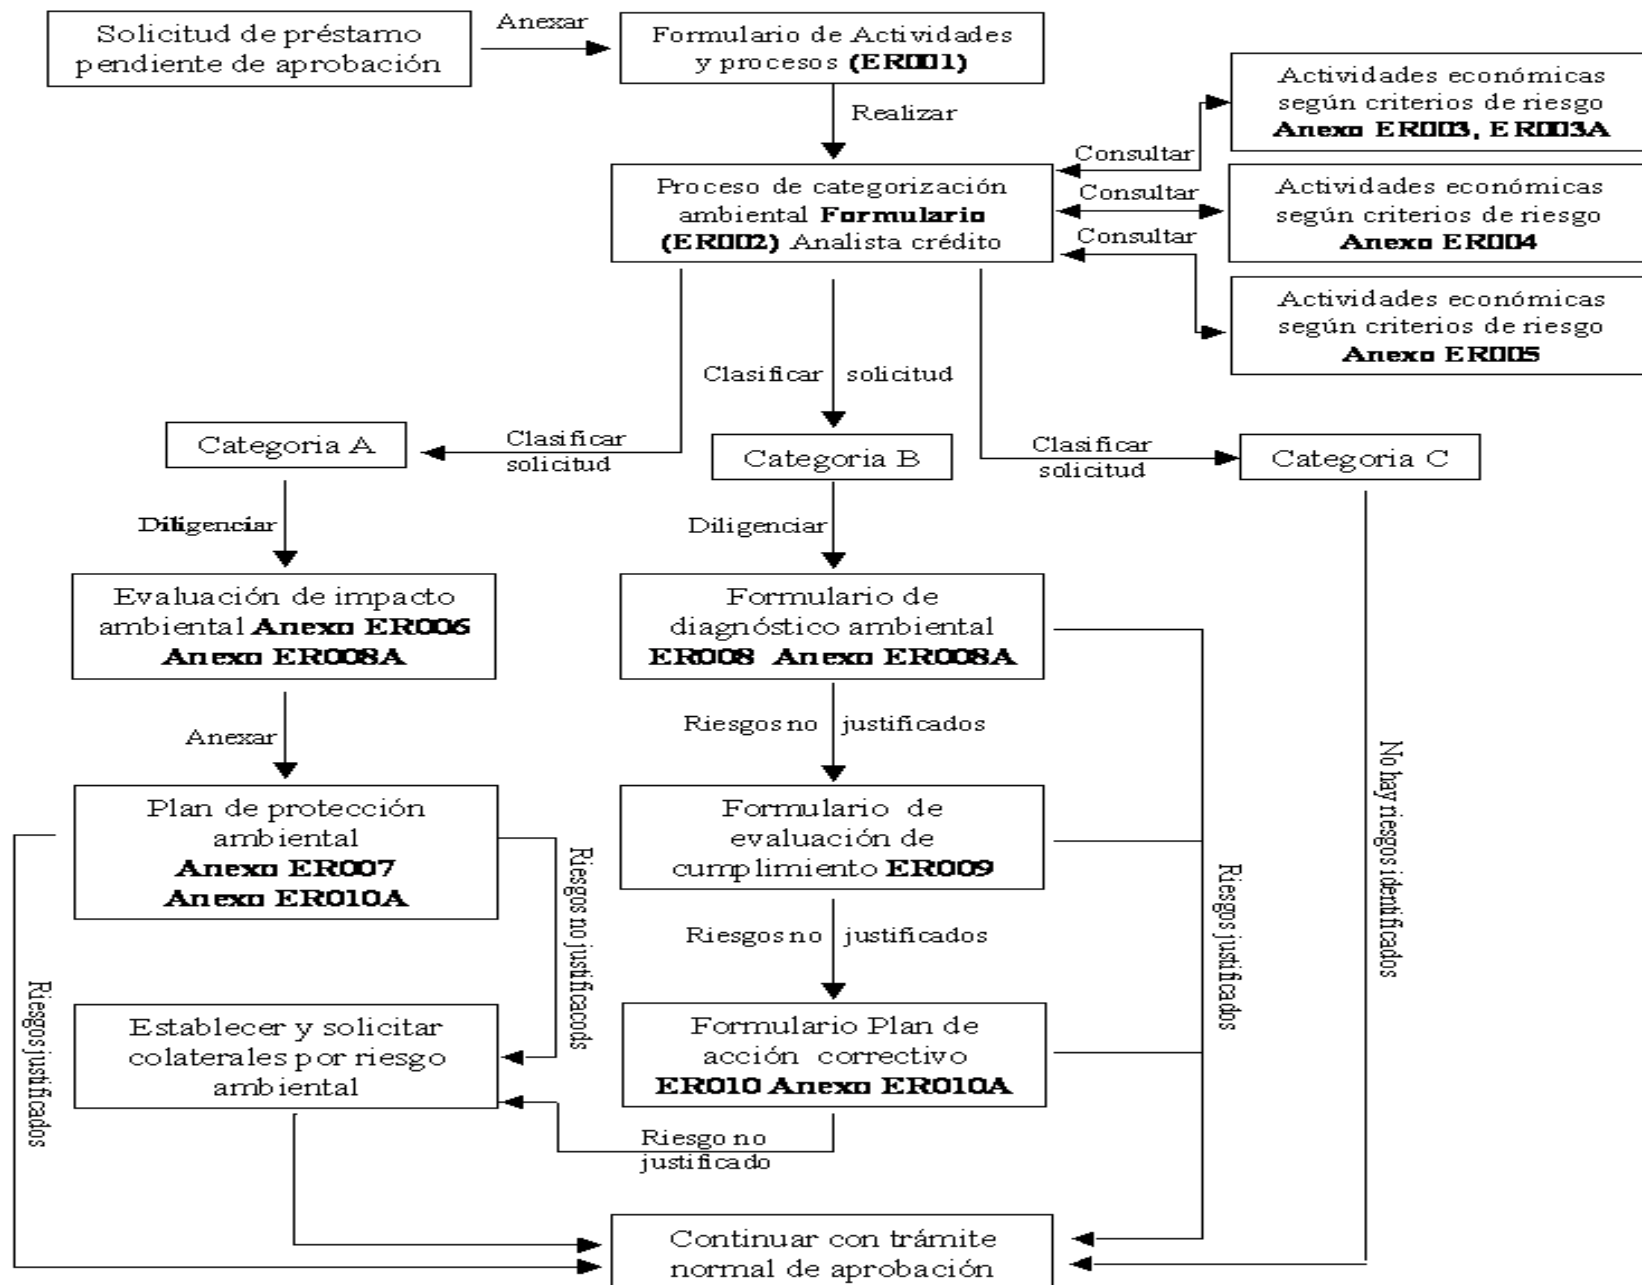 Solicitud de préstamo
pendiente de aprobación
Anexar
Formulario de Actividades
y procesos (ER001)
Realizar
Actividades económicas
según criterios de riesgo
Anexo ER003, ER003A
Consultar
Proceso de categorización
ambiental Formulario
(ER002) Analista crédito
Consultar
Actividades económicas
según criterios de riesgo
Anexo ER004
Consultar
Actividades económicas
según criterios de riesgo
Anexo ER005
Clasificar solicitud
Categoria A
Clasificar
solicitud
Categoria B
Clasificar
solicitud
Categoria C
Diligenciar
Diligenciar
Evaluación de impacto
ambiental Anexo ER006
Anexo ER008A
Formulario de
diagnóstico ambiental
ER008 Anexo ER008A
Anexar
Riesgos no justificados
Plan de protección
ambiental
Anexo ER007
Anexo ER010A
Formulario de
evaluación de
cumplimiento ER009
Riesgos no justificacods
Riesgos justificados
No hay riesgos identificados
Riesgos no justificados
Riesgos justificados
Establecer y solicitar
colaterales por riesgo
ambiental
Formulario Plan de
acción correctivo
ER010 Anexo ER010A
Riesgo no
justificado
Continuar con trámite
normal de aprobación